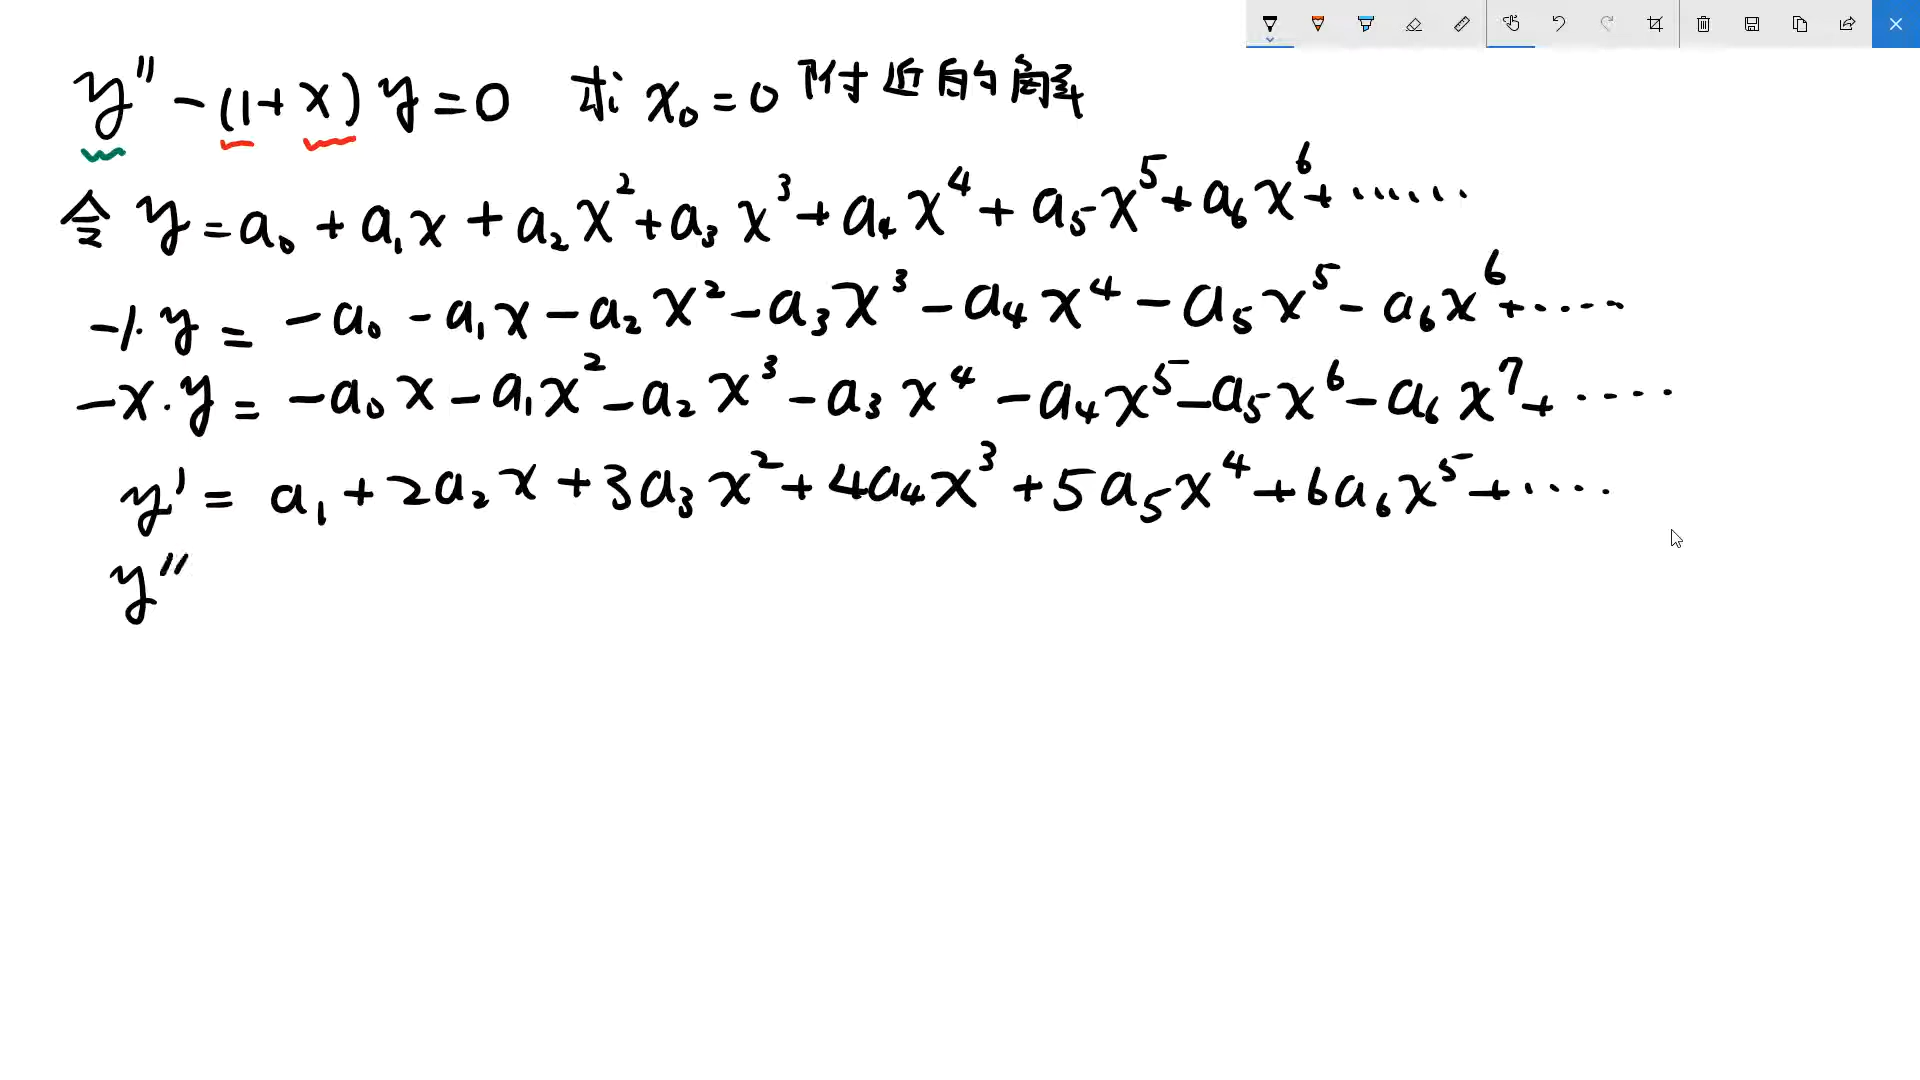 y″ - (1+x) y = 0 求 x₀ = 0 附近的解
令 y = a₀ + a₁x + a₂x² + a₃x³ + a₄x⁴ + a₅x⁵ + a₆x⁶ + ······
-1·y = -a₀ - a₁x - a₂x² - a₃x³ - a₄x⁴ - a₅x⁵ - a₆x⁶ + ·····
-x·y = -a₀x - a₁x² - a₂x³ - a₃x⁴ - a₄x⁵ - a₅x⁶ - a₆x⁷ + ····
y′ = a₁ + 2a₂x + 3a₃x² + 4a₄x³ + 5a₅x⁴ + 6a₆x⁵ + ····
y″